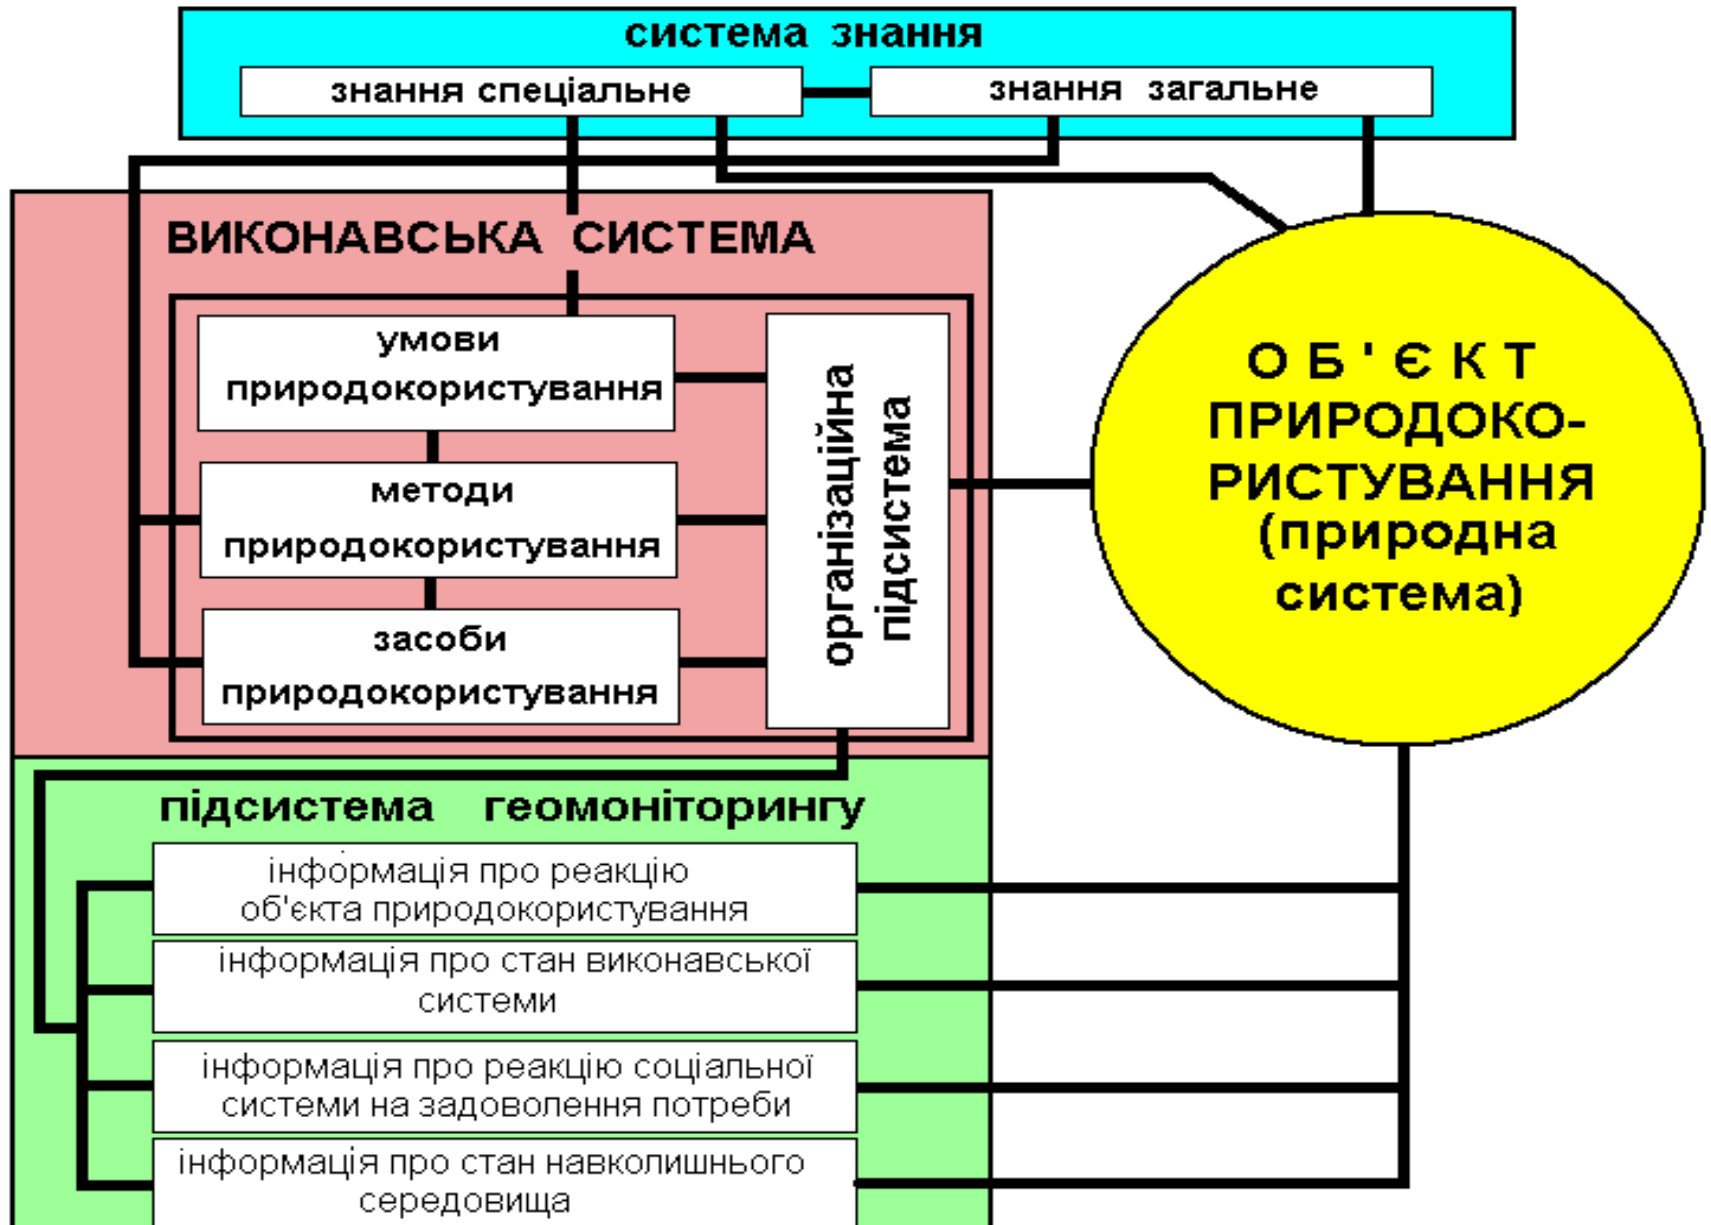 система знання
знання спеціальне
знання загальне
ВИКОНАВСЬКА СИСТЕМА
умови
природокористування
методи
природокористування
засоби
природокористування
організаційна
підсистема
О Б ' Є К Т
ПРИРОДОКО-
РИСТУВАННЯ
(природна
система)
підсистема геомоніторингу
інформація про реакцію
об'єкта природокористування
інформація про стан виконавської
системи
інформація про реакцію соціальної
системи на задоволення потреби
інформація про стан навколишнього
середовища